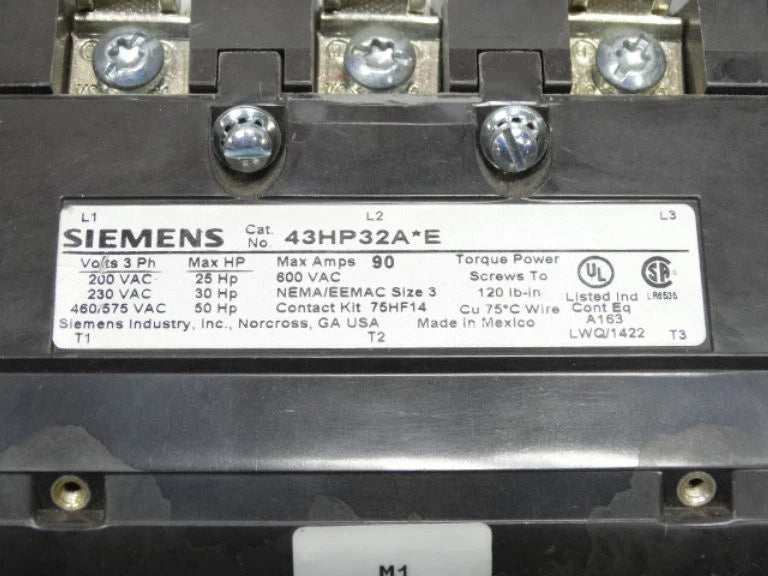 L1 L2 L3
SIEMENS Cat. No. 43HP32A*E
Volts 3 Ph Max HP Max Amps 90 Torque Power
200 VAC 25 Hp 600 VAC Screws To
230 VAC 30 Hp NEMA/EEMAC Size 3 120 lb-in
460/575 VAC 50 Hp Contact Kit 75HF14 Cu 75°C Wire
Siemens Industry, Inc., Norcross, GA USA Made in Mexico
UL SA LR6535
Listed Ind
Cont Eq
A163
LWQ/1422
T1 T2 T3
M1